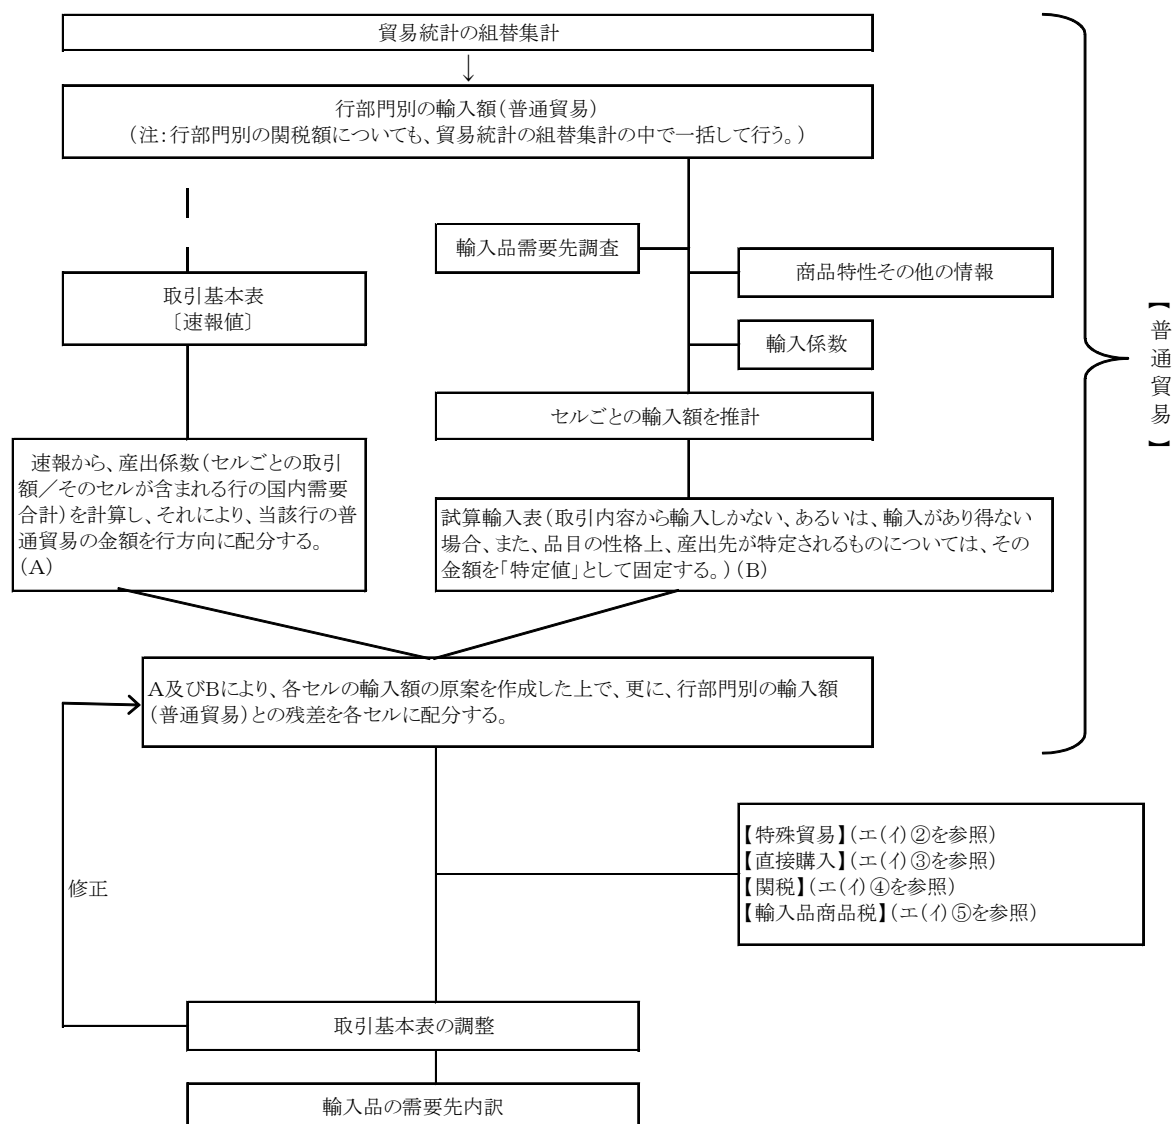 貿易統計の組替集計
行部門別の輸入額(普通貿易)
(注:行部門別の関税額についても、貿易統計の組替集計の中で一括して行う。)
輸入品需要先調査
商品特性その他の情報
取引基本表
〔速報値〕
輸入係数
【普通貿易】
セルごとの輸入額を推計
速報から、産出係数(セルごとの取引
額/そのセルが含まれる行の国内需要
合計)を計算し、それにより、当該行の普
通貿易の金額を行方向に配分する。
(A)
試算輸入表(取引内容から輸入しかない、あるいは、輸入があり得ない
場合、また、品目の性格上、産出先が特定されるものについては、その
金額を「特定値」として固定する。)(B)
A及びBにより、各セルの輸入額の原案を作成した上で、更に、行部門別の輸入額
(普通貿易)との残差を各セルに配分する。
【特殊貿易】(エ(イ)②を参照)
【直接購入】(エ(イ)③を参照)
【関税】(エ(イ)④を参照)
【輸入品商品税】(エ(イ)⑤を参照)
修正
取引基本表の調整
輸入品の需要先内訳